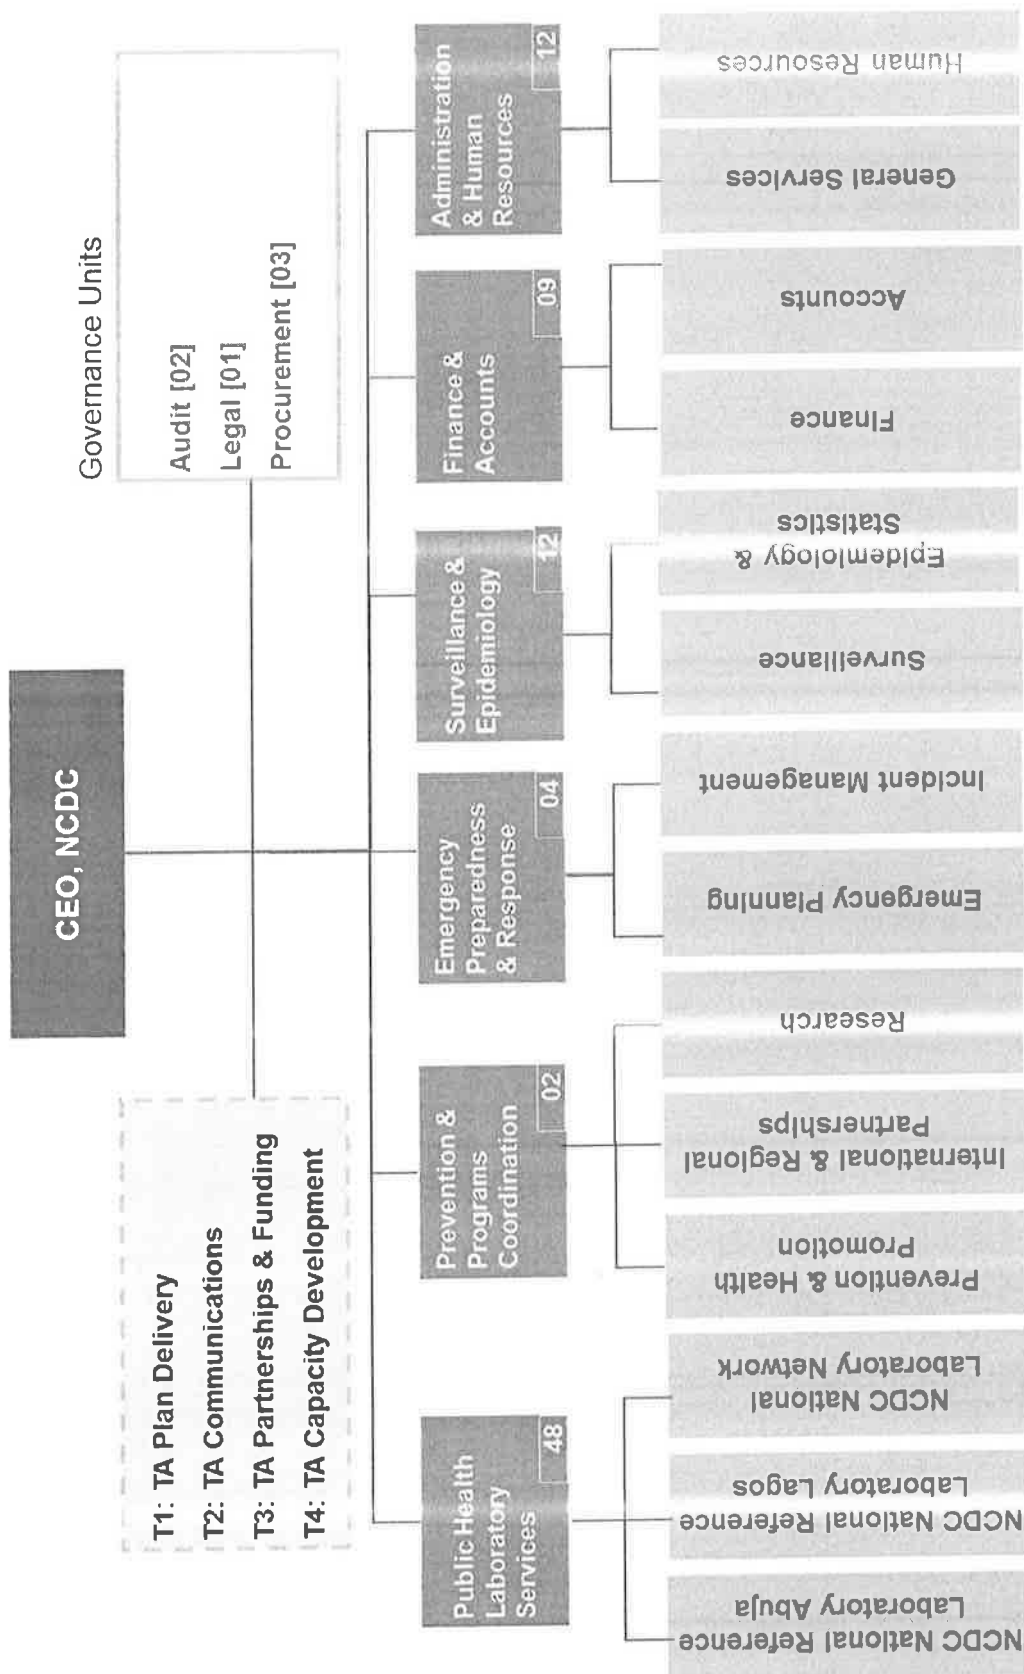 CEO, NCDC
T1: TA Plan Delivery
T2: TA Communications
T3: TA Partnerships & Funding
T4: TA Capacity Development
Governance Units
Audit [02]
Legal [01]
Procurement [03]
Public Health
Laboratory
Services
48
Prevention &
Programs
Coordination
02
Emergency
Preparedness
& Response
04
Surveillance &
Epidemiology
12
Finance &
Accounts
09
Administration
& Human
Resources
12
NCDC National Reference
Laboratory Abuja
NCDC National Reference
Laboratory Lagos
NCDC National
Laboratory Network
Prevention & Health
Promotion
International & Regional
Partnerships
Research
Emergency Planning
Incident Management
Surveillance
Epidemiology &
Statistics
Finance
Accounts
General Services
Human Resources